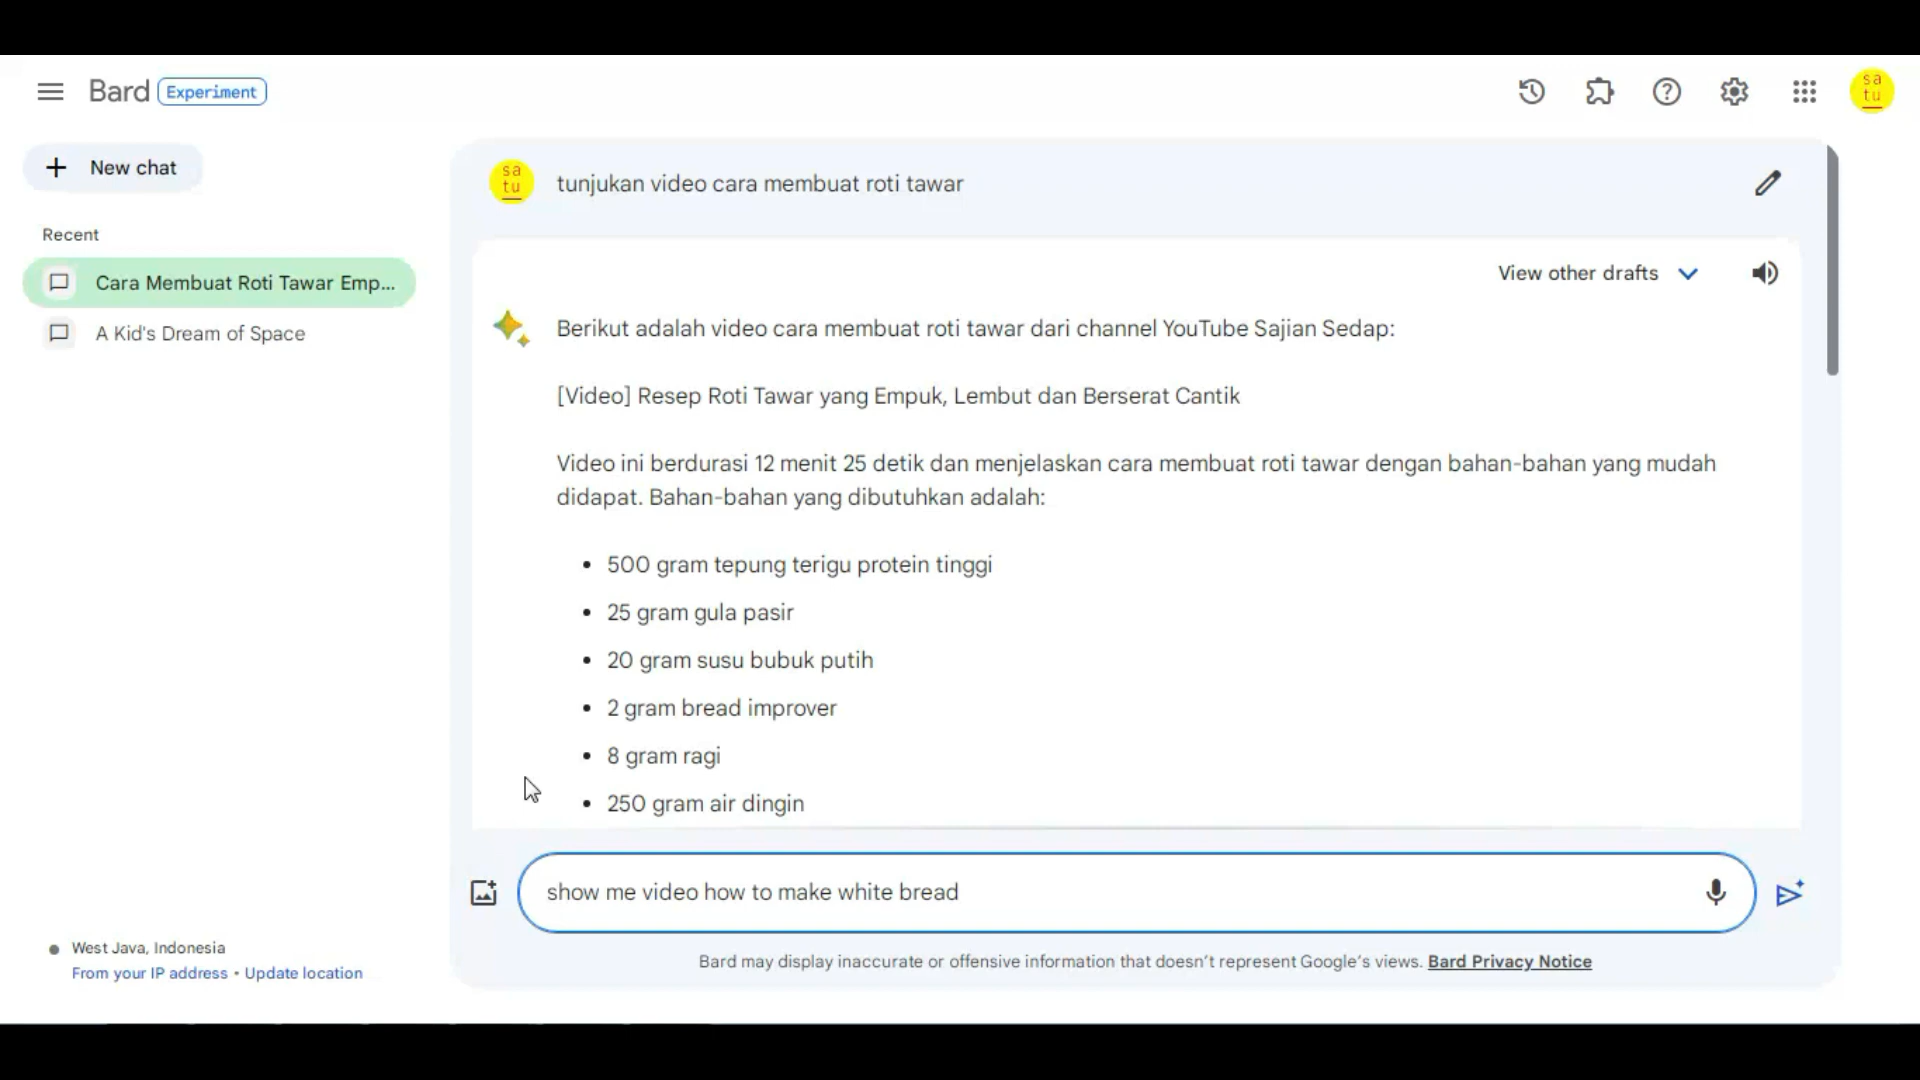 Bard Experiment
sa
tu
New chat
Recent
Cara Membuat Roti Tawar Emp...
A Kid's Dream of Space
sa
tu
tunjukan video cara membuat roti tawar
View other drafts
Berikut adalah video cara membuat roti tawar dari channel YouTube Sajian Sedap:
[Video] Resep Roti Tawar yang Empuk, Lembut dan Berserat Cantik
Video ini berdurasi 12 menit 25 detik dan menjelaskan cara membuat roti tawar dengan bahan-bahan yang mudah
didapat. Bahan-bahan yang dibutuhkan adalah:
• 500 gram tepung terigu protein tinggi
• 25 gram gula pasir
• 20 gram susu bubuk putih
• 2 gram bread improver
• 8 gram ragi
• 250 gram air dingin
show me video how to make white bread
Bard may display inaccurate or offensive information that doesn't represent Google's views. Bard Privacy Notice
West Java, Indonesia
From your IP address • Update location